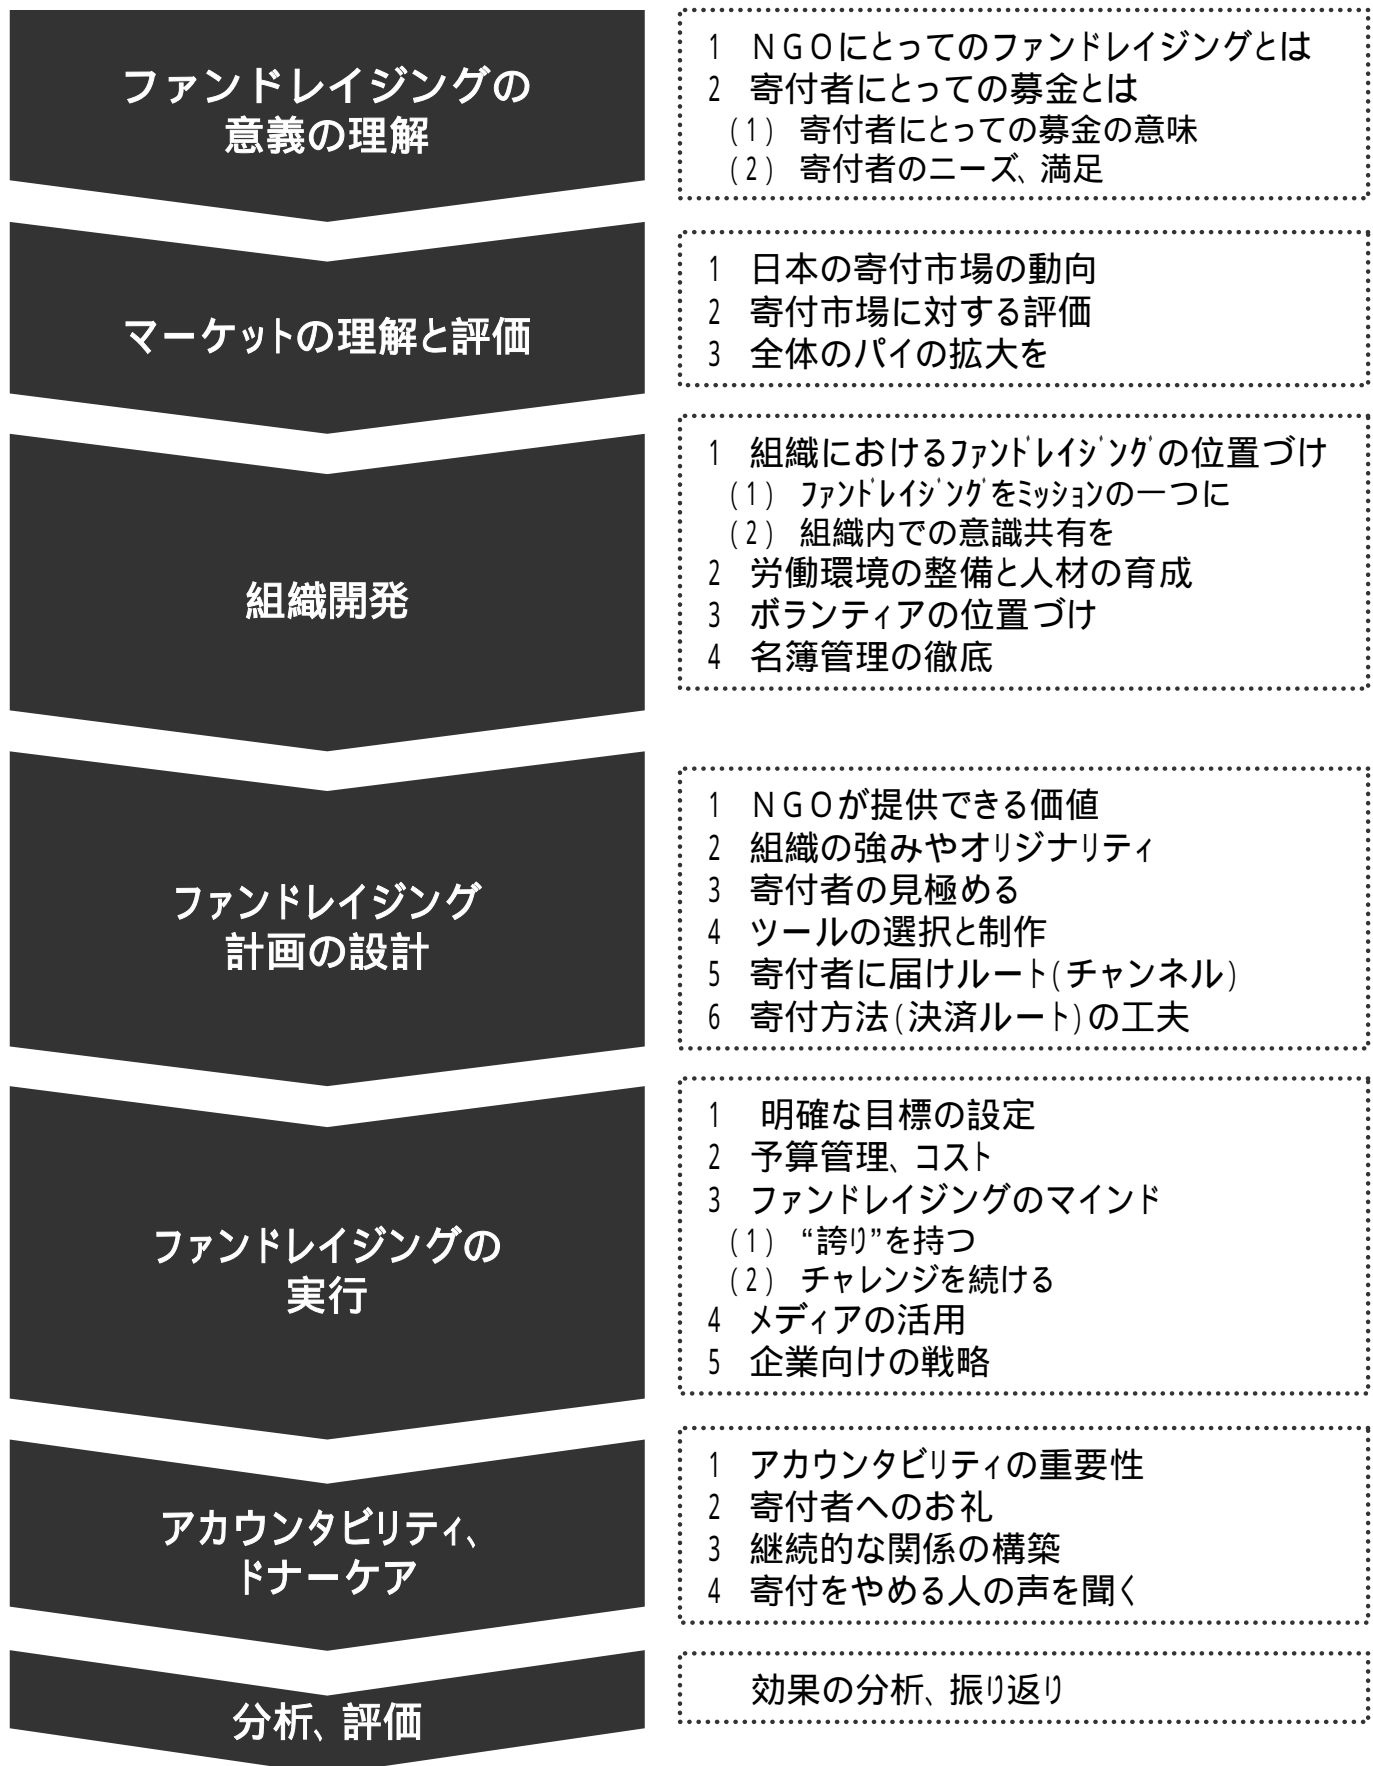 ファンドレイジングの
意義の理解
1 ＮＧＯにとってのファンドレイジングとは
2 寄付者にとっての募金とは
(1) 寄付者にとっての募金の意味
(2) 寄付者のニーズ、満足
マーケットの理解と評価
1 日本の寄付市場の動向
2 寄付市場に対する評価
3 全体のパイの拡大を
組織開発
1 組織におけるﾌｧﾝﾄﾞﾚｲｼﾞﾝｸﾞの位置づけ
(1) ﾌｧﾝﾄﾞﾚｲｼﾞﾝｸﾞをﾐｯｼｮﾝの一つに
(2) 組織内での意識共有を
2 労働環境の整備と人材の育成
3 ボランティアの位置づけ
4 名簿管理の徹底
ファンドレイジング
計画の設計
1 ＮＧＯが提供できる価値
2 組織の強みやオリジナリティ
3 寄付者の見極める
4 ツールの選択と制作
5 寄付者に届けルート(チャンネル)
6 寄付方法(決済ルート)の工夫
ファンドレイジングの
実行
1 明確な目標の設定
2 予算管理、コスト
3 ファンドレイジングのマインド
(1) “誇り”を持つ
(2) チャレンジを続ける
4 メディアの活用
5 企業向けの戦略
アカウンタビリティ、
ドナーケア
1 アカウンタビリティの重要性
2 寄付者へのお礼
3 継続的な関係の構築
4 寄付をやめる人の声を聞く
分析、評価
効果の分析、振り返り